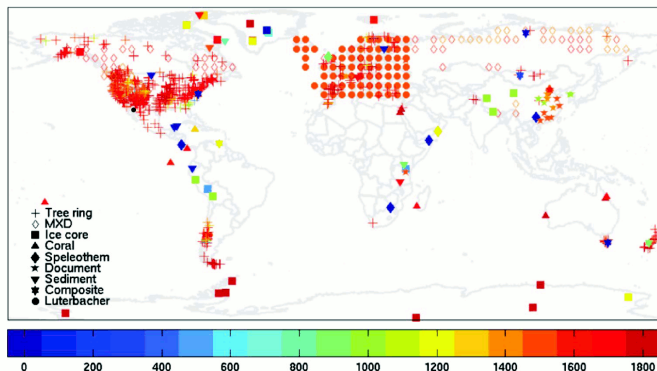 Tree ring
MXD
Ice core
Coral
Speleothem
Document
Sediment
Composite
Luterbacher
0 200 400 600 800 1000 1200 1400 1600 1800